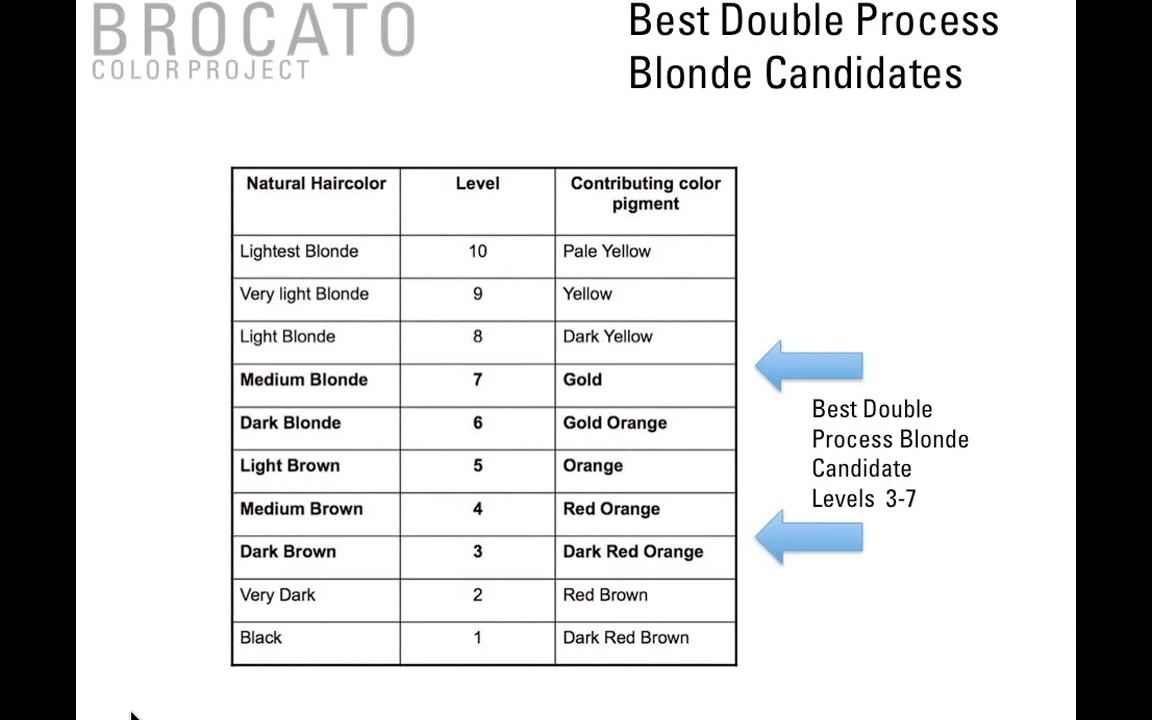 BROCATO
COLOR PROJECT
Best Double Process
Blonde Candidates
Natural Haircolor Level Contributing color
pigment
Lightest Blonde 10 Pale Yellow
Very light Blonde 9 Yellow
Light Blonde 8 Dark Yellow
Medium Blonde 7 Gold
Dark Blonde 6 Gold Orange
Light Brown 5 Orange
Medium Brown 4 Red Orange
Dark Brown 3 Dark Red Orange
Very Dark 2 Red Brown
Black 1 Dark Red Brown
Best Double
Process Blonde
Candidate
Levels 3-7